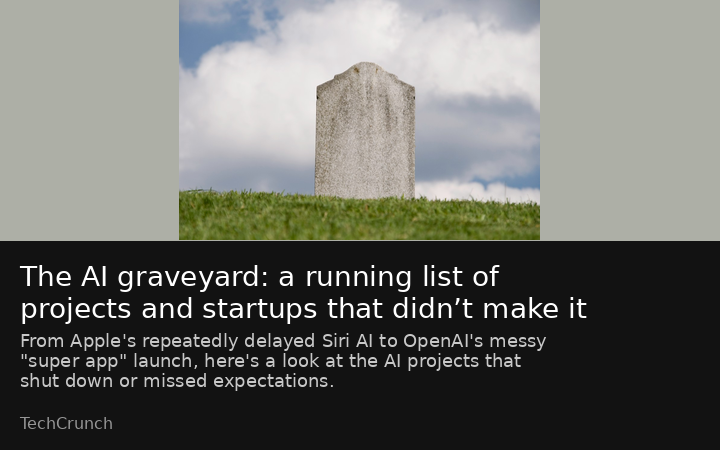 The AI graveyard: a running list of
projects and startups that didn’t make it
From Apple's repeatedly delayed Siri AI to OpenAI's messy
"super app" launch, here's a look at the AI projects that
shut down or missed expectations.
TechCrunch